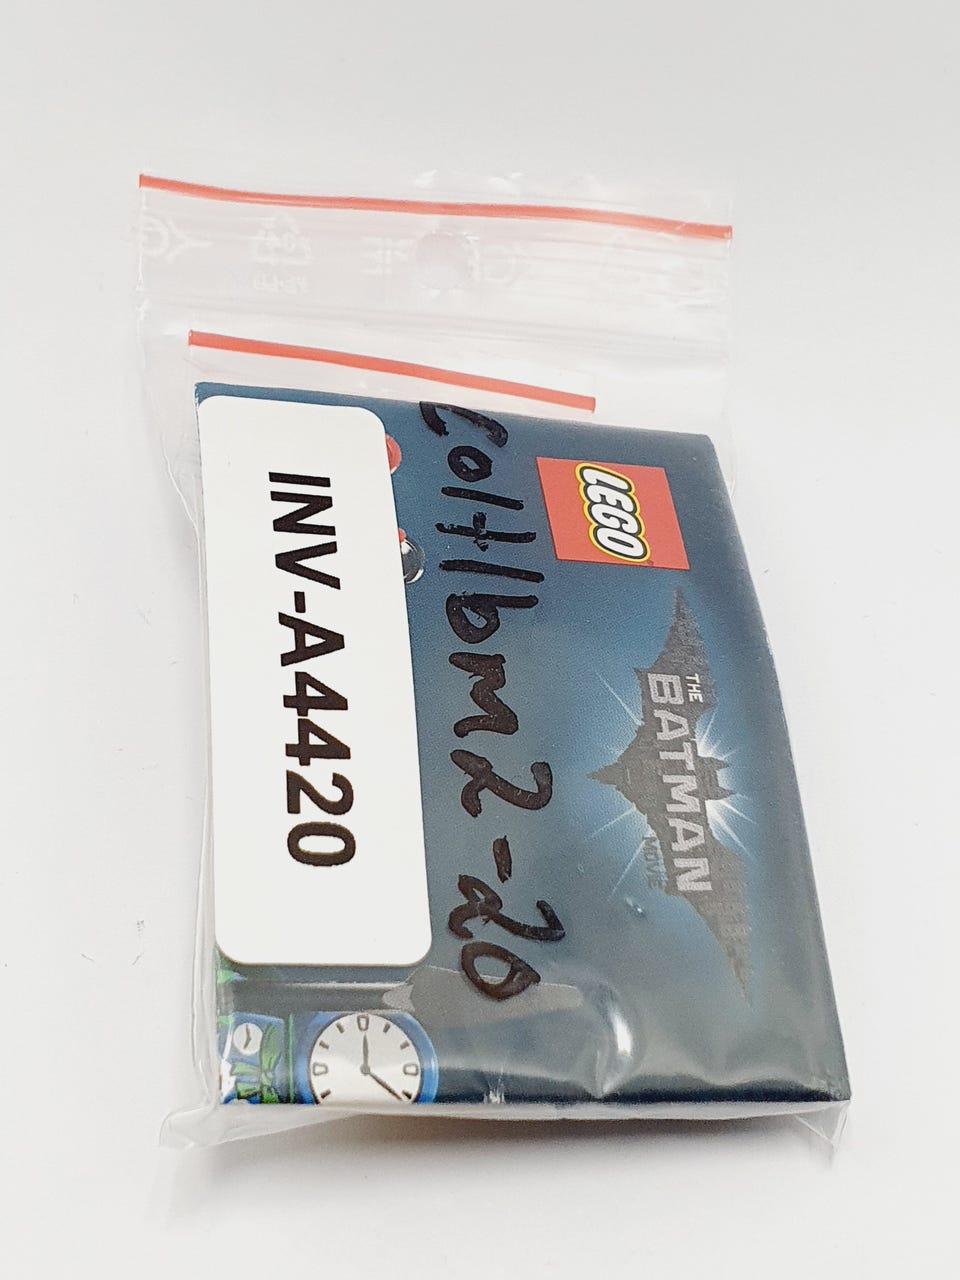 LEGO
THE
BATMAN
MOVIE
coltlbm2-20
INV-A4420